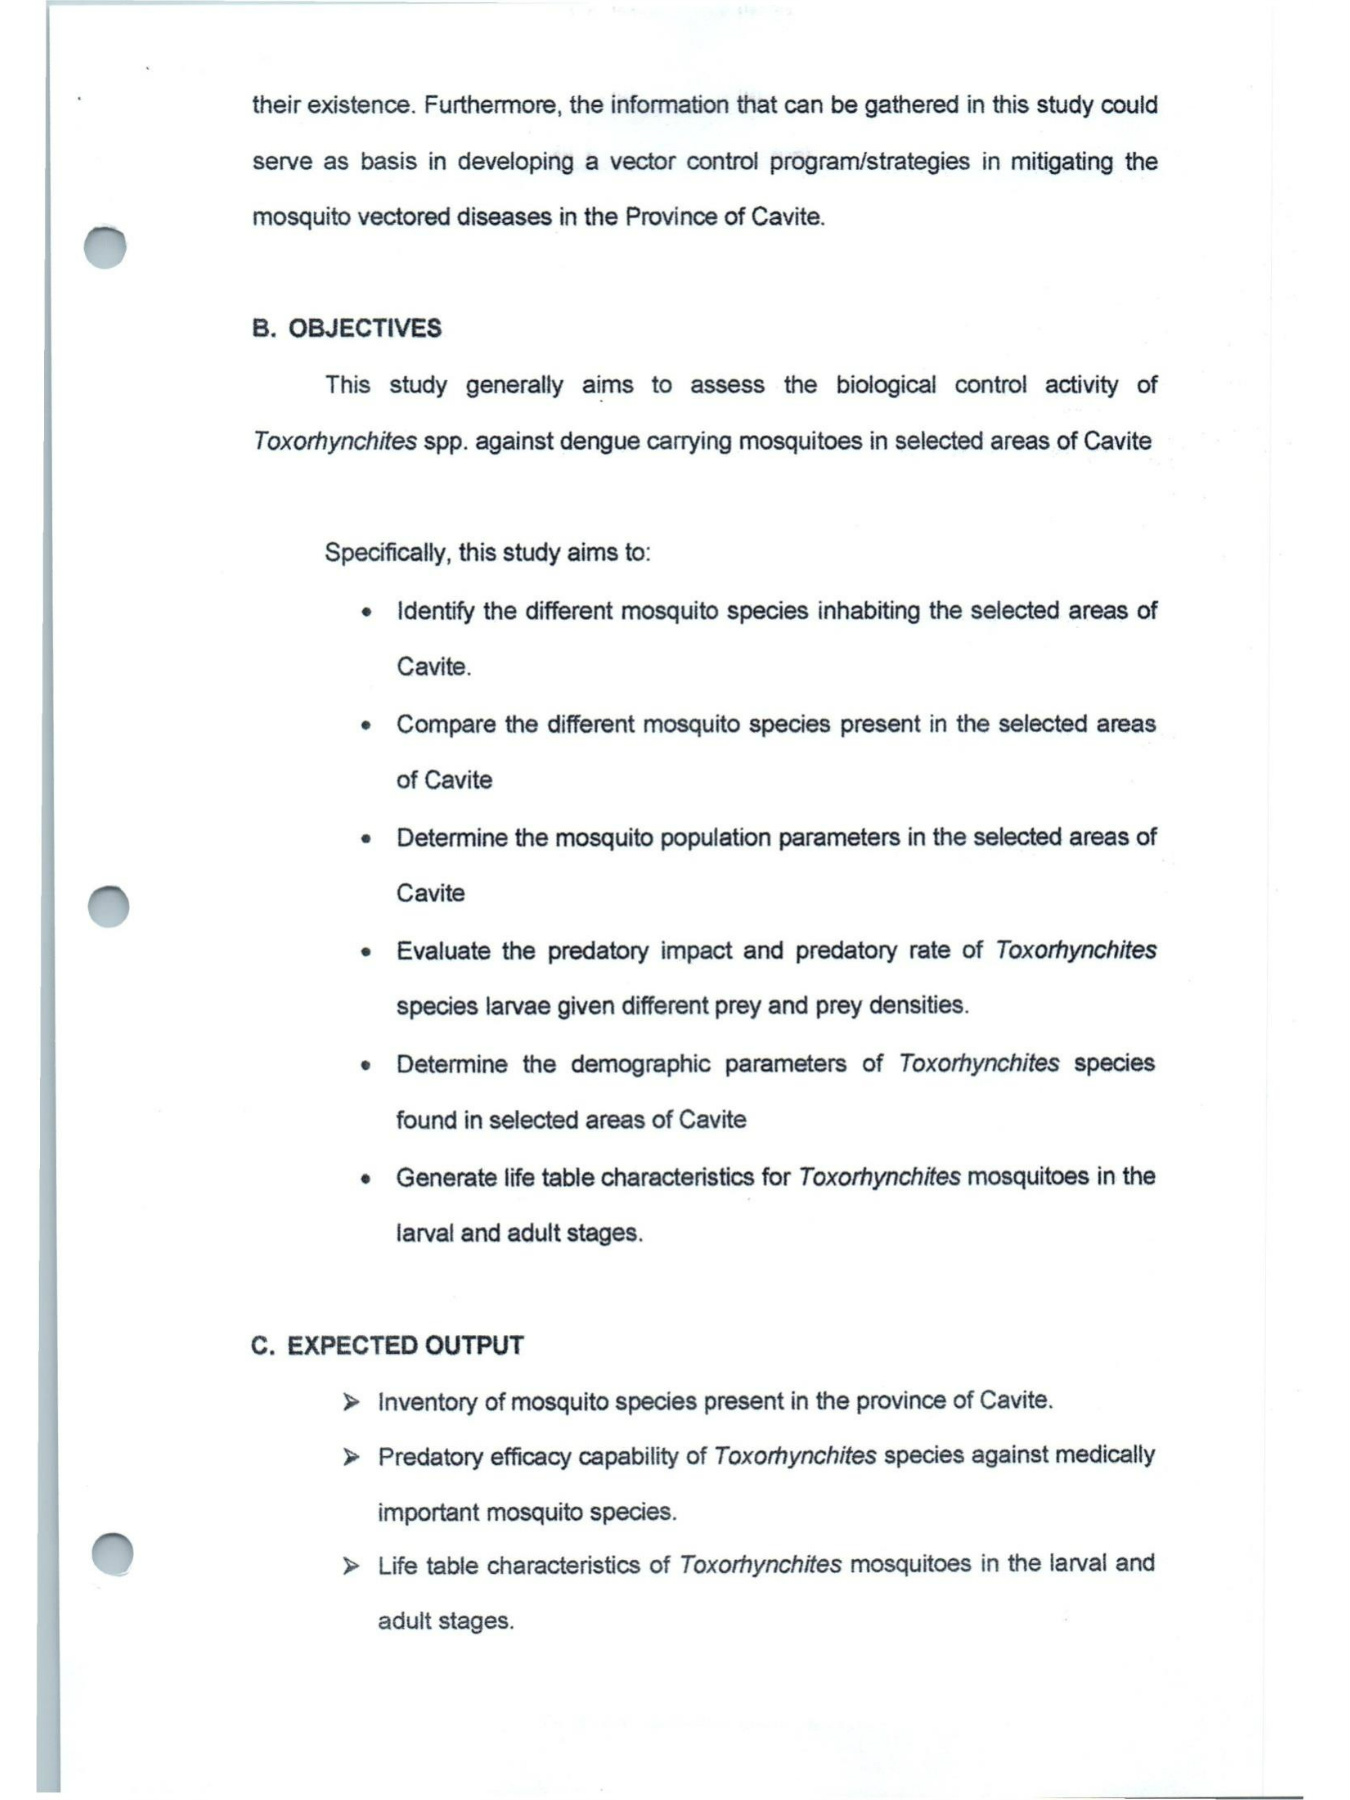 their existence. Furthermore, the information that can be gathered in this study could
serve as basis in developing a vector control program/strategies in mitigating the
mosquito vectored diseases in the Province of Cavite.
B. OBJECTIVES
This study generally aims to assess the biological control activity of
Toxorhynchites spp. against dengue carrying mosquitoes in selected areas of Cavite
Specifically, this study aims to:
• Identify the different mosquito species inhabiting the selected areas of
Cavite.
• Compare the different mosquito species present in the selected areas
of Cavite
• Determine the mosquito population parameters in the selected areas of
Cavite
• Evaluate the predatory impact and predatory rate of Toxorhynchites
species larvae given different prey and prey densities.
• Determine the demographic parameters of Toxorhynchites species
found in selected areas of Cavite
• Generate life table characteristics for Toxorhynchites mosquitoes in the
larval and adult stages.
C. EXPECTED OUTPUT
➢ Inventory of mosquito species present in the province of Cavite.
➢ Predatory efficacy capability of Toxorhynchites species against medically
important mosquito species.
➢ Life table characteristics of Toxorhynchites mosquitoes in the larval and
adult stages.